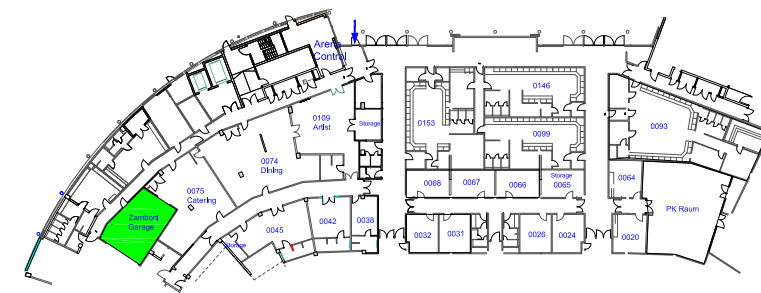 Arena
Control
0146
0109
Artist
Storage
0153
0099
0093
0074
Dining
0075
Catering
0068
0067
0066
Storage
0065
0064
PK Raum
Zamboni
Garage
0045
0042
0038
0032
0031
0026
0024
0020
Storage